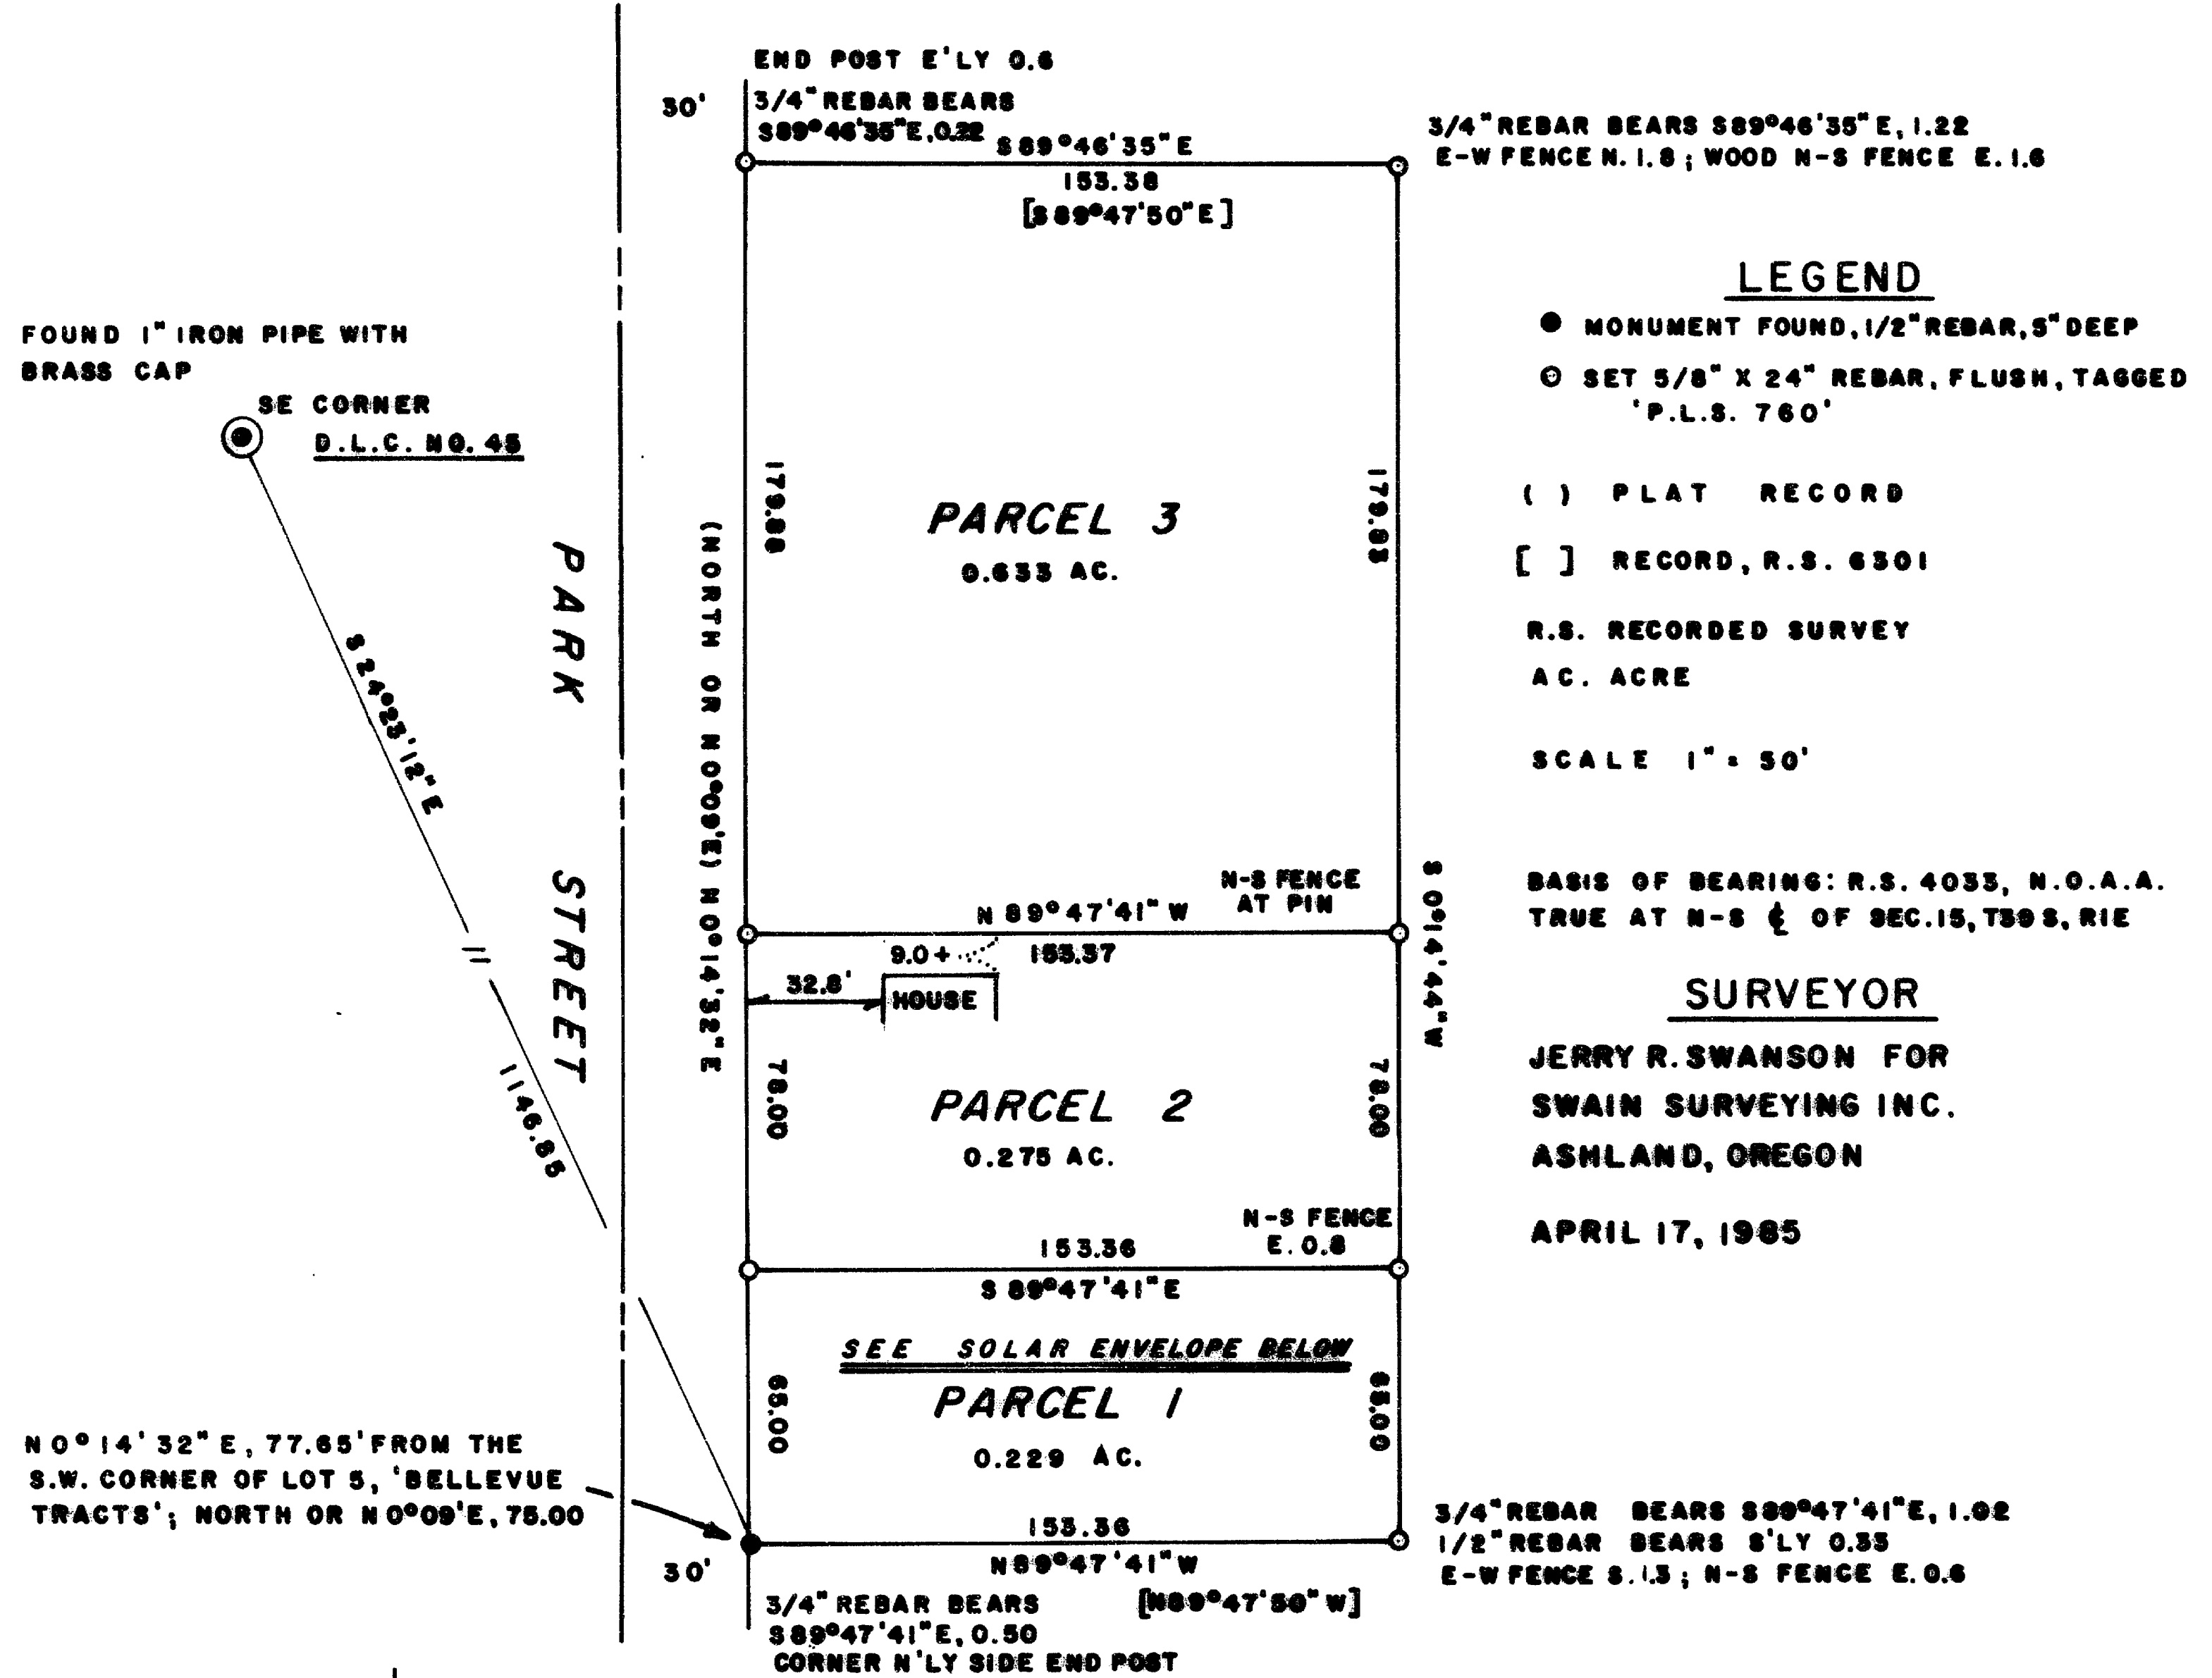 END POST E'LY 0.6
30'
3/4" REBAR BEARS
S89°46'35"E, 0.22
S89°46'35"E
153.38
[S89°47'50"E]
3/4" REBAR BEARS S89°46'35"E, 1.22
E-W FENCE N. 1.8; WOOD N-S FENCE E. 1.6
LEGEND
MONUMENT FOUND, 1/2" REBAR, 5" DEEP
SET 5/8" X 24" REBAR, FLUSH, TAGGED
'P.L.S. 760'
( ) PLAT RECORD
[ ] RECORD, R.S. 6301
R.S. RECORDED SURVEY
AC. ACRE
SCALE 1" = 50'
BASIS OF BEARING: R.S. 4033, N.O.A.A.
TRUE AT N-S ℄ OF SEC.15, T39S, R1E
SURVEYOR
JERRY R. SWANSON FOR
SWAIN SURVEYING INC.
ASHLAND, OREGON
APRIL 17, 1985
FOUND 1" IRON PIPE WITH
BRASS CAP
SE CORNER
D.L.C. NO. 45
S24°23'12"E
1146.85
PARK STREET
(NORTH OR N0°09'E) N0°14'32"E
179.88
PARCEL 3
0.633 AC.
179.83
N-S FENCE
AT PIN
N89°47'41"W
153.37
9.0+
32.8'
HOUSE
S0°14'44"W
78.00
PARCEL 2
0.275 AC.
78.00
N-S FENCE
E. 0.8
153.36
S89°47'41"E
SEE SOLAR ENVELOPE BELOW
65.00
PARCEL 1
0.229 AC.
65.00
N0°14'32"E, 77.65' FROM THE
S.W. CORNER OF LOT 5, 'BELLEVUE
TRACTS'; NORTH OR N0°09'E, 75.00
153.36
N89°47'41"W
[N89°47'50"W]
30'
3/4" REBAR BEARS
S89°47'41"E, 0.50
CORNER N'LY SIDE END POST
3/4" REBAR BEARS S89°47'41"E, 1.02
1/2" REBAR BEARS S'LY 0.33
E-W FENCE S. 1.3; N-S FENCE E. 0.6